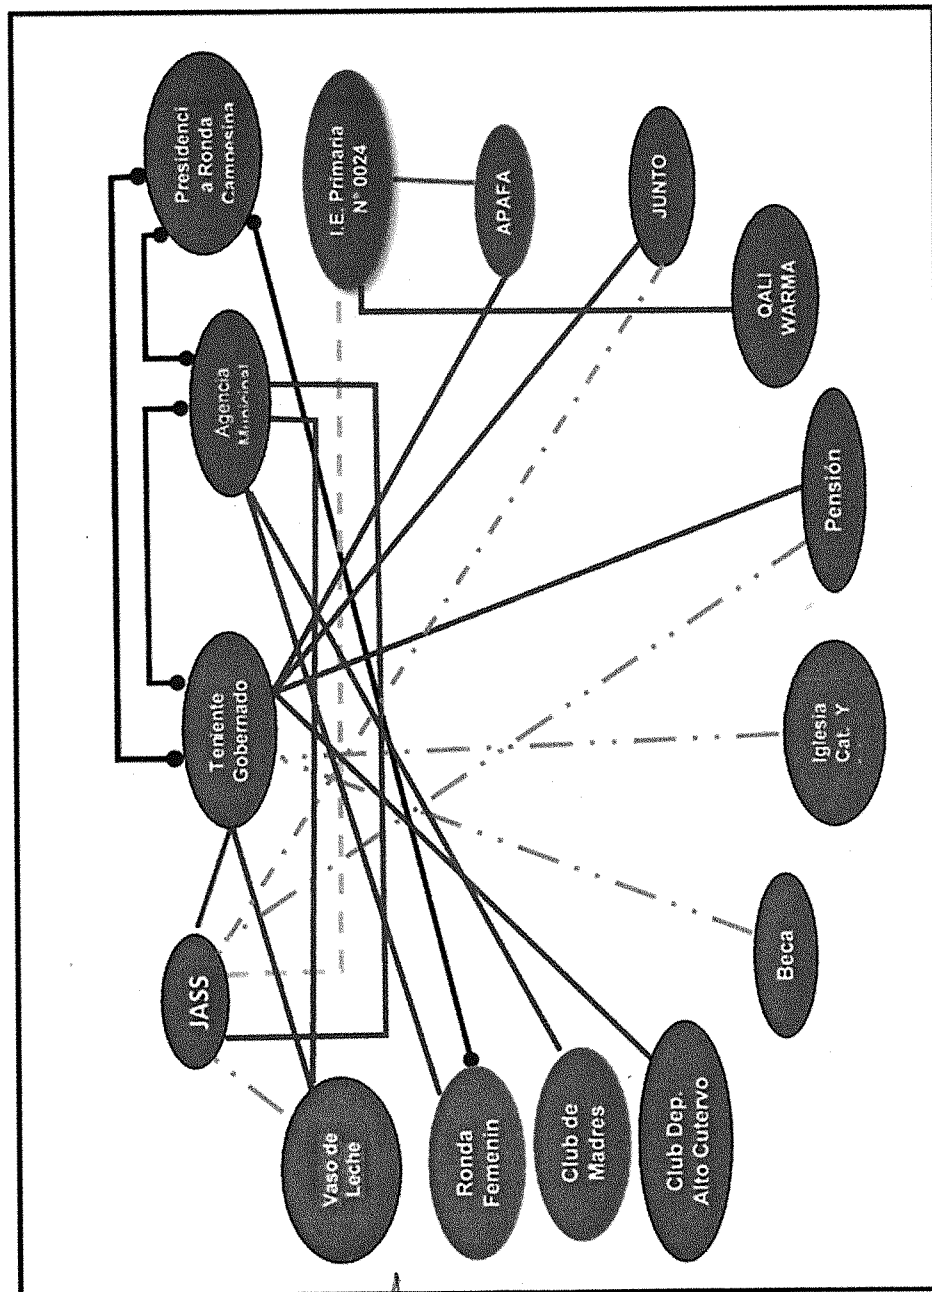 JASS
Teniente
Gobernado
Agencia
Municipal
Presidenci
a Ronda
Campesina
Vaso de
Leche
I.E. Primaria
N° 0024
Ronda
Femenin
APAFA
Club de
Madres
JUNTO
Club Dep.
Alto Cutervo
Beca
Iglesia
Cat. Y
Pensión
QALI
WARMA